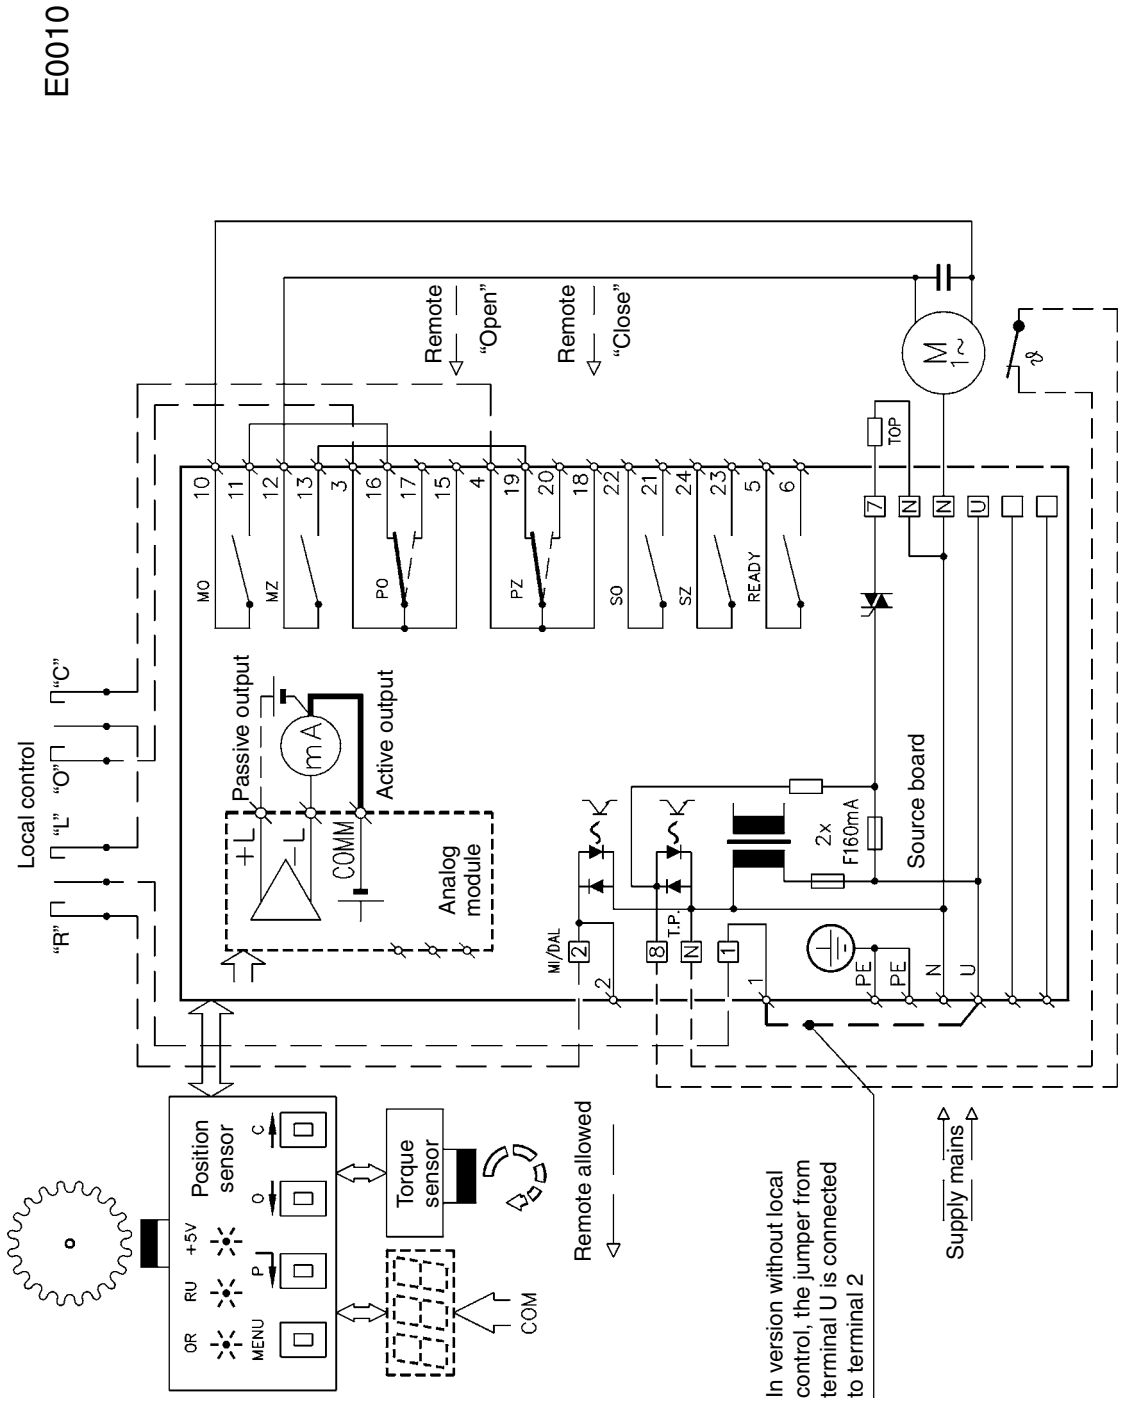 E0010
Local control
"R"
"L"
"O"
"C"
Passive output
Active output
+L
-L
COMM
mA
Analog
module
MO
MZ
PO
PZ
SO
SZ
READY
10
11
12
13
3
16
17
15
4
19
20
18
22
21
24
23
5
6
Remote
"Open"
Remote
"Close"
M
1~
ϑ
TOP
7
N
N
U
Source board
2x
F160mA
MI/DAL
2
2
8
T.P.
N
1
1
PE
PE
N
U
Position
sensor
OR
RU
+5V
MENU
P
O
C
Torque
sensor
COM
Remote allowed
In version without local
control, the jumper from
terminal U is connected
to terminal 2
Supply mains